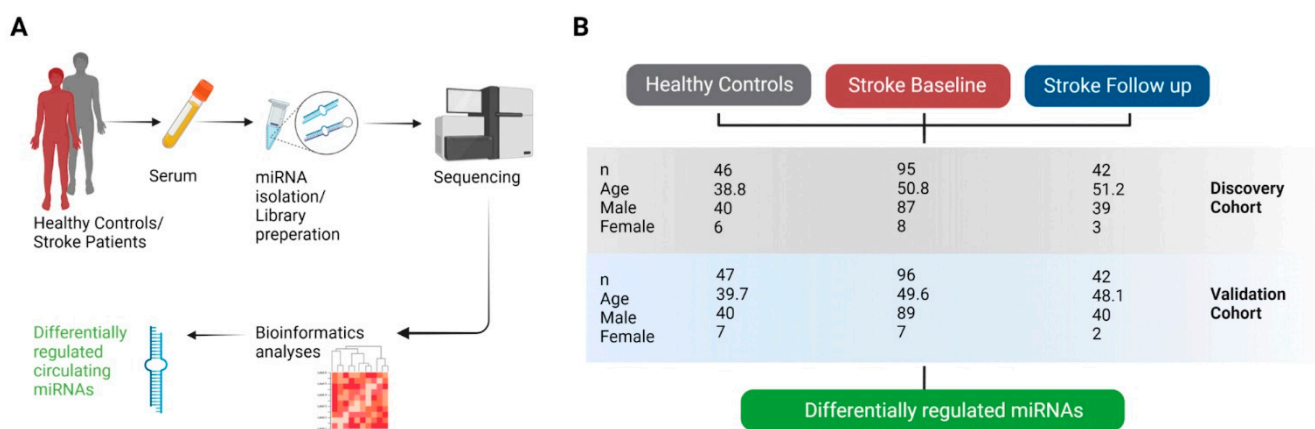 A
Healthy Controls/
Stroke Patients
Serum
miRNA
isolation/
Library
preperation
Sequencing
Bioinformatics
analyses
Differentially
regulated
circulating
miRNAs
B
Healthy Controls Stroke Baseline Stroke Follow up
n 46 95 42
Age 38.8 50.8 51.2
Male 40 87 39
Female 6 8 3
Discovery
Cohort
n 47 96 42
Age 39.7 49.6 48.1
Male 40 89 40
Female 7 7 2
Validation
Cohort
Differentially regulated miRNAs